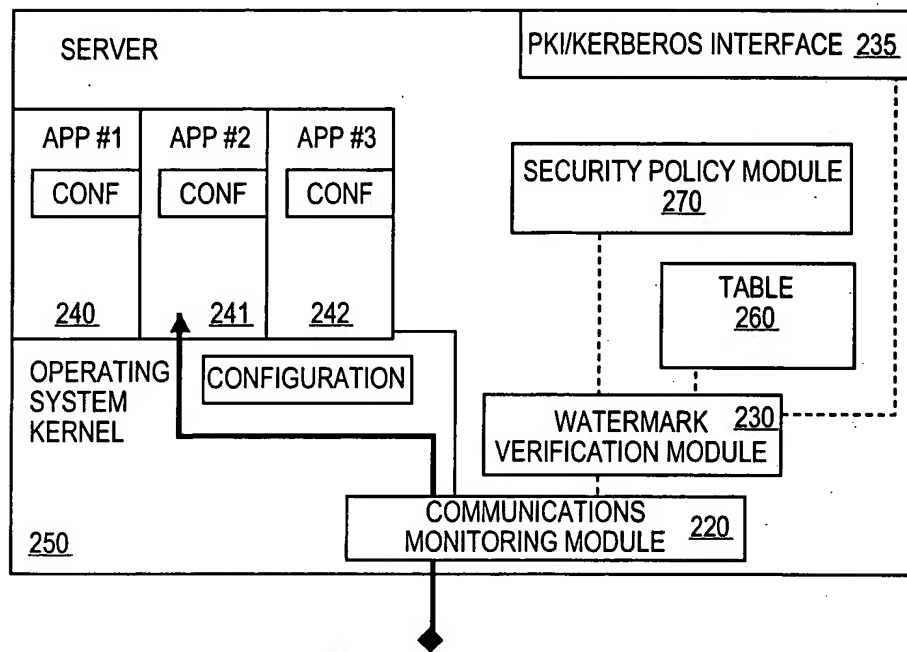 SERVER
PKI/KERBEROS INTERFACE 235
APP #1
APP #2
APP #3
CONF
CONF
CONF
240
241
242
SECURITY POLICY MODULE
270
TABLE
260
OPERATING
SYSTEM
KERNEL
CONFIGURATION
WATERMARK 230
VERIFICATION MODULE
COMMUNICATIONS
MONITORING MODULE 220
250